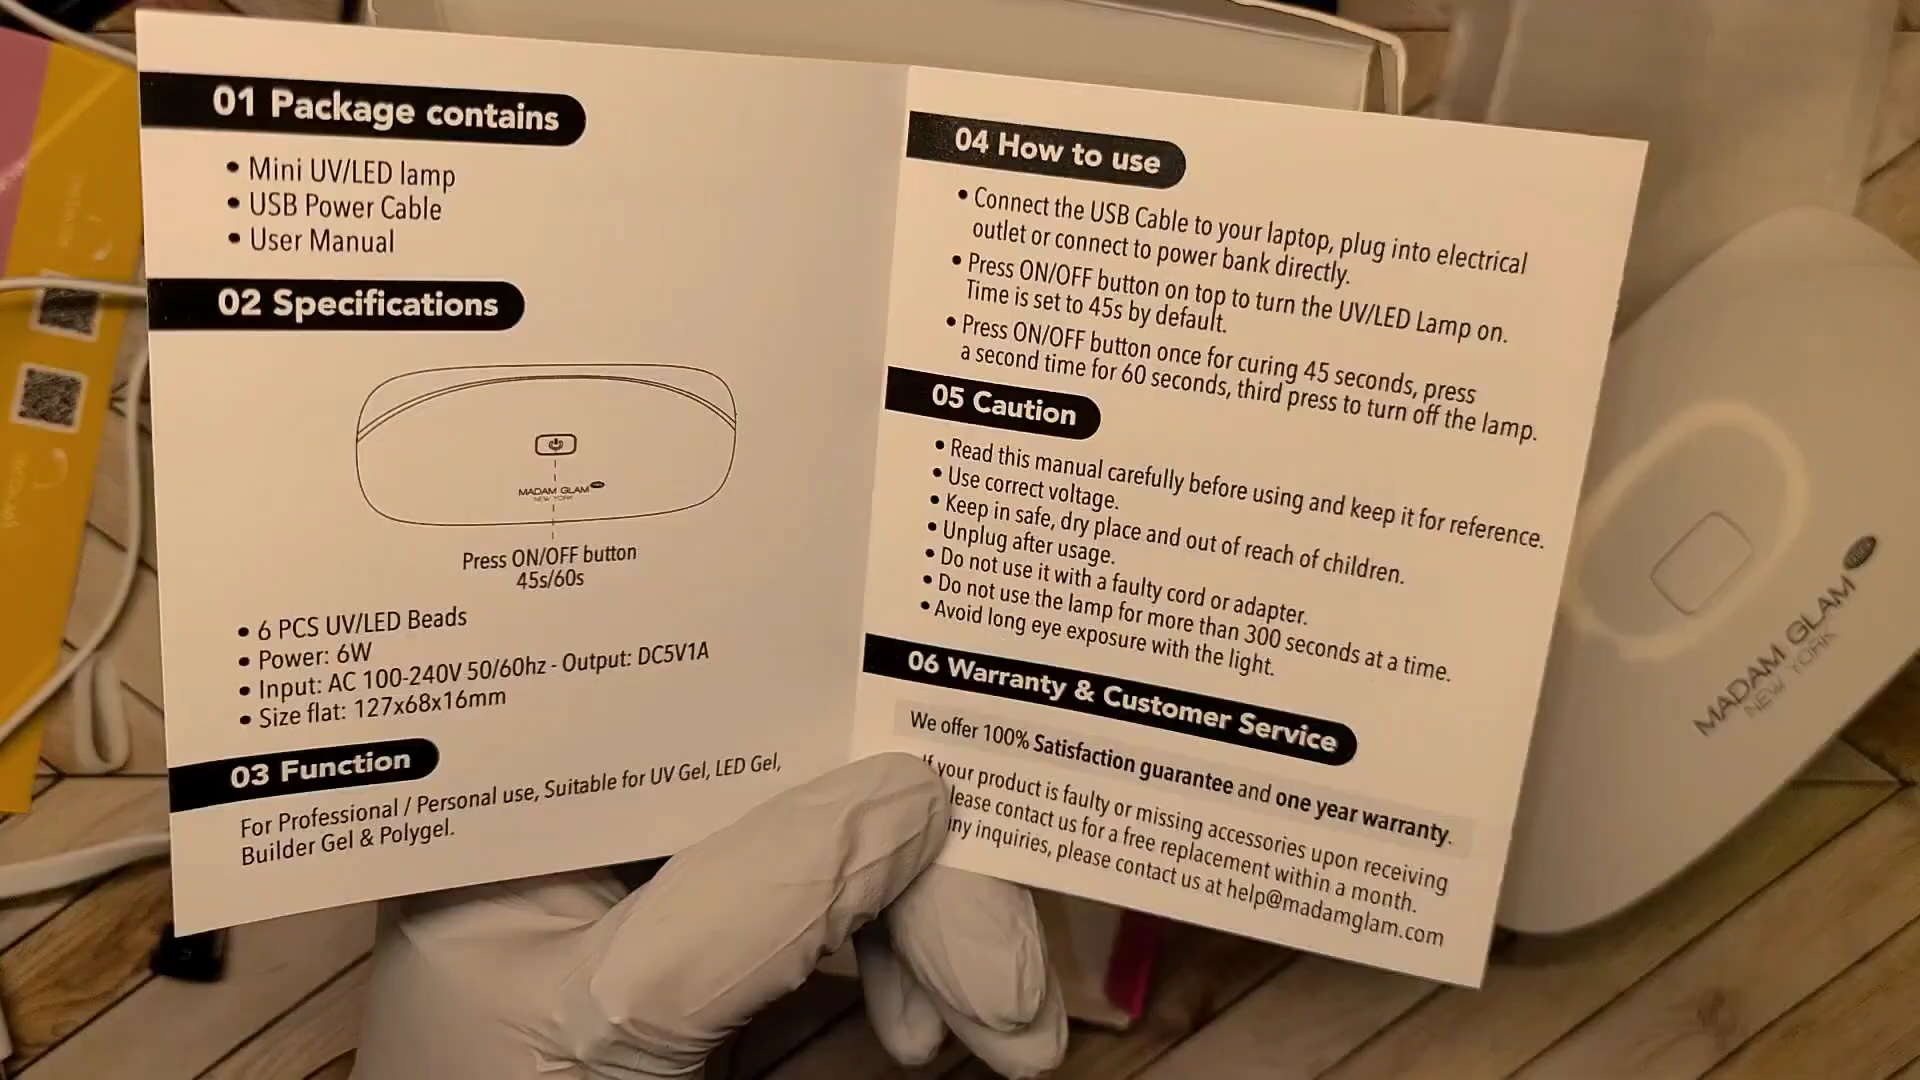 01 Package contains
• Mini UV/LED lamp
• USB Power Cable
• User Manual
02 Specifications
MADAM GLAM
NEW YORK
Press ON/OFF button
45s/60s
• 6 PCS UV/LED Beads
• Power: 6W
• Input: AC 100-240V 50/60hz - Output: DC5V1A
• Size flat: 127x68x16mm
03 Function
For Professional / Personal use, Suitable for UV Gel, LED Gel,
Builder Gel & Polygel.
04 How to use
• Connect the USB Cable to your laptop, plug into electrical
outlet or connect to power bank directly.
• Press ON/OFF button on top to turn the UV/LED Lamp on.
Time is set to 45s by default.
• Press ON/OFF button once for curing 45 seconds, press
a second time for 60 seconds, third press to turn off the lamp.
05 Caution
• Read this manual carefully before using and keep it for reference.
• Use correct voltage.
• Keep in safe, dry place and out of reach of children.
• Unplug after usage.
• Do not use it with a faulty cord or adapter.
• Do not use the lamp for more than 300 seconds at a time.
• Avoid long eye exposure with the light.
06 Warranty & Customer Service
We offer 100% Satisfaction guarantee and one year warranty.
If your product is faulty or missing accessories upon receiving
lease contact us for a free replacement within a month.
ny inquiries, please contact us at help@madamglam.com
MADAM GLAM
NEW YORK